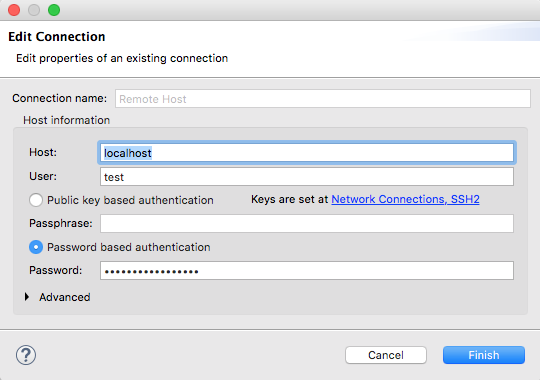 Edit Connection
Edit properties of an existing connection
Connection name: Remote Host
Host information
Host: localhost
User: test
Public key based authentication Keys are set at Network Connections, SSH2
Passphrase:
Password based authentication
Password: •••••••••••••••••
Advanced
? Cancel Finish